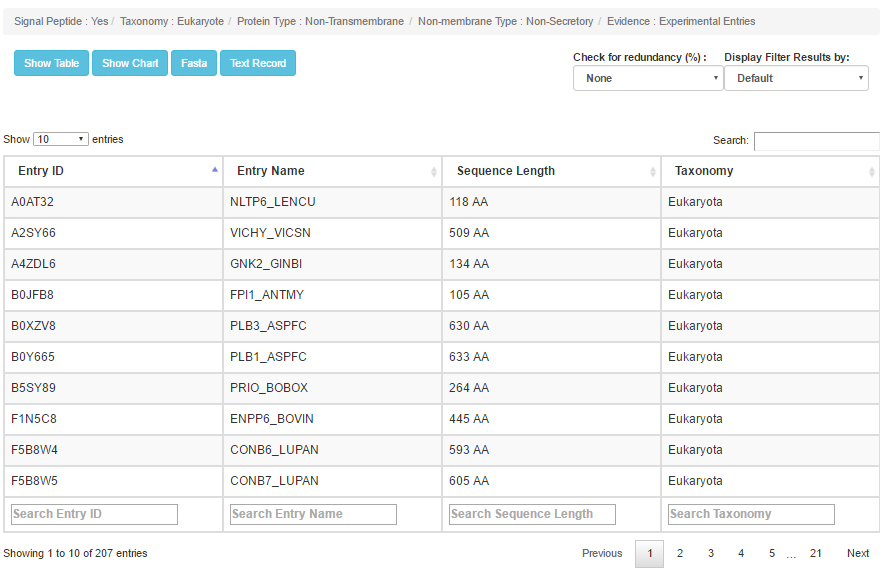 Signal Peptide : Yes / Taxonomy : Eukaryote / Protein Type : Non-Transmembrane / Non-membrane Type : Non-Secretory / Evidence : Experimental Entries
Show Table Show Chart Fasta Text Record
Check for redundancy (%) : Display Filter Results by:
None Default
Show 10 entries Search:
Entry ID Entry Name Sequence Length Taxonomy
A0AT32 NLTP6_LENCU 118 AA Eukaryota
A2SY66 VICHY_VICSN 509 AA Eukaryota
A4ZDL6 GNK2_GINBI 134 AA Eukaryota
B0JFB8 FPI1_ANTMY 105 AA Eukaryota
B0XZV8 PLB3_ASPFC 630 AA Eukaryota
B0Y665 PLB1_ASPFC 633 AA Eukaryota
B5SY89 PRIO_BOBOX 264 AA Eukaryota
F1N5C8 ENPP6_BOVIN 445 AA Eukaryota
F5B8W4 CONB6_LUPAN 593 AA Eukaryota
F5B8W5 CONB7_LUPAN 605 AA Eukaryota
Search Entry ID Search Entry Name Search Sequence Length Search Taxonomy
Showing 1 to 10 of 207 entries Previous 1 2 3 4 5 ... 21 Next